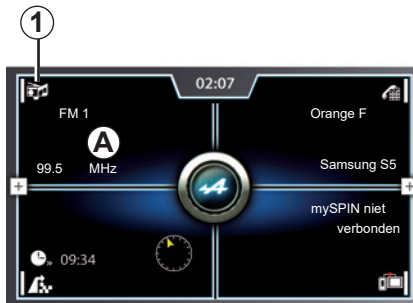 1
02:07
FM 1
Orange F
A
99.5 MHz
Samsung S5
mySPIN niet
verbonden
09:34